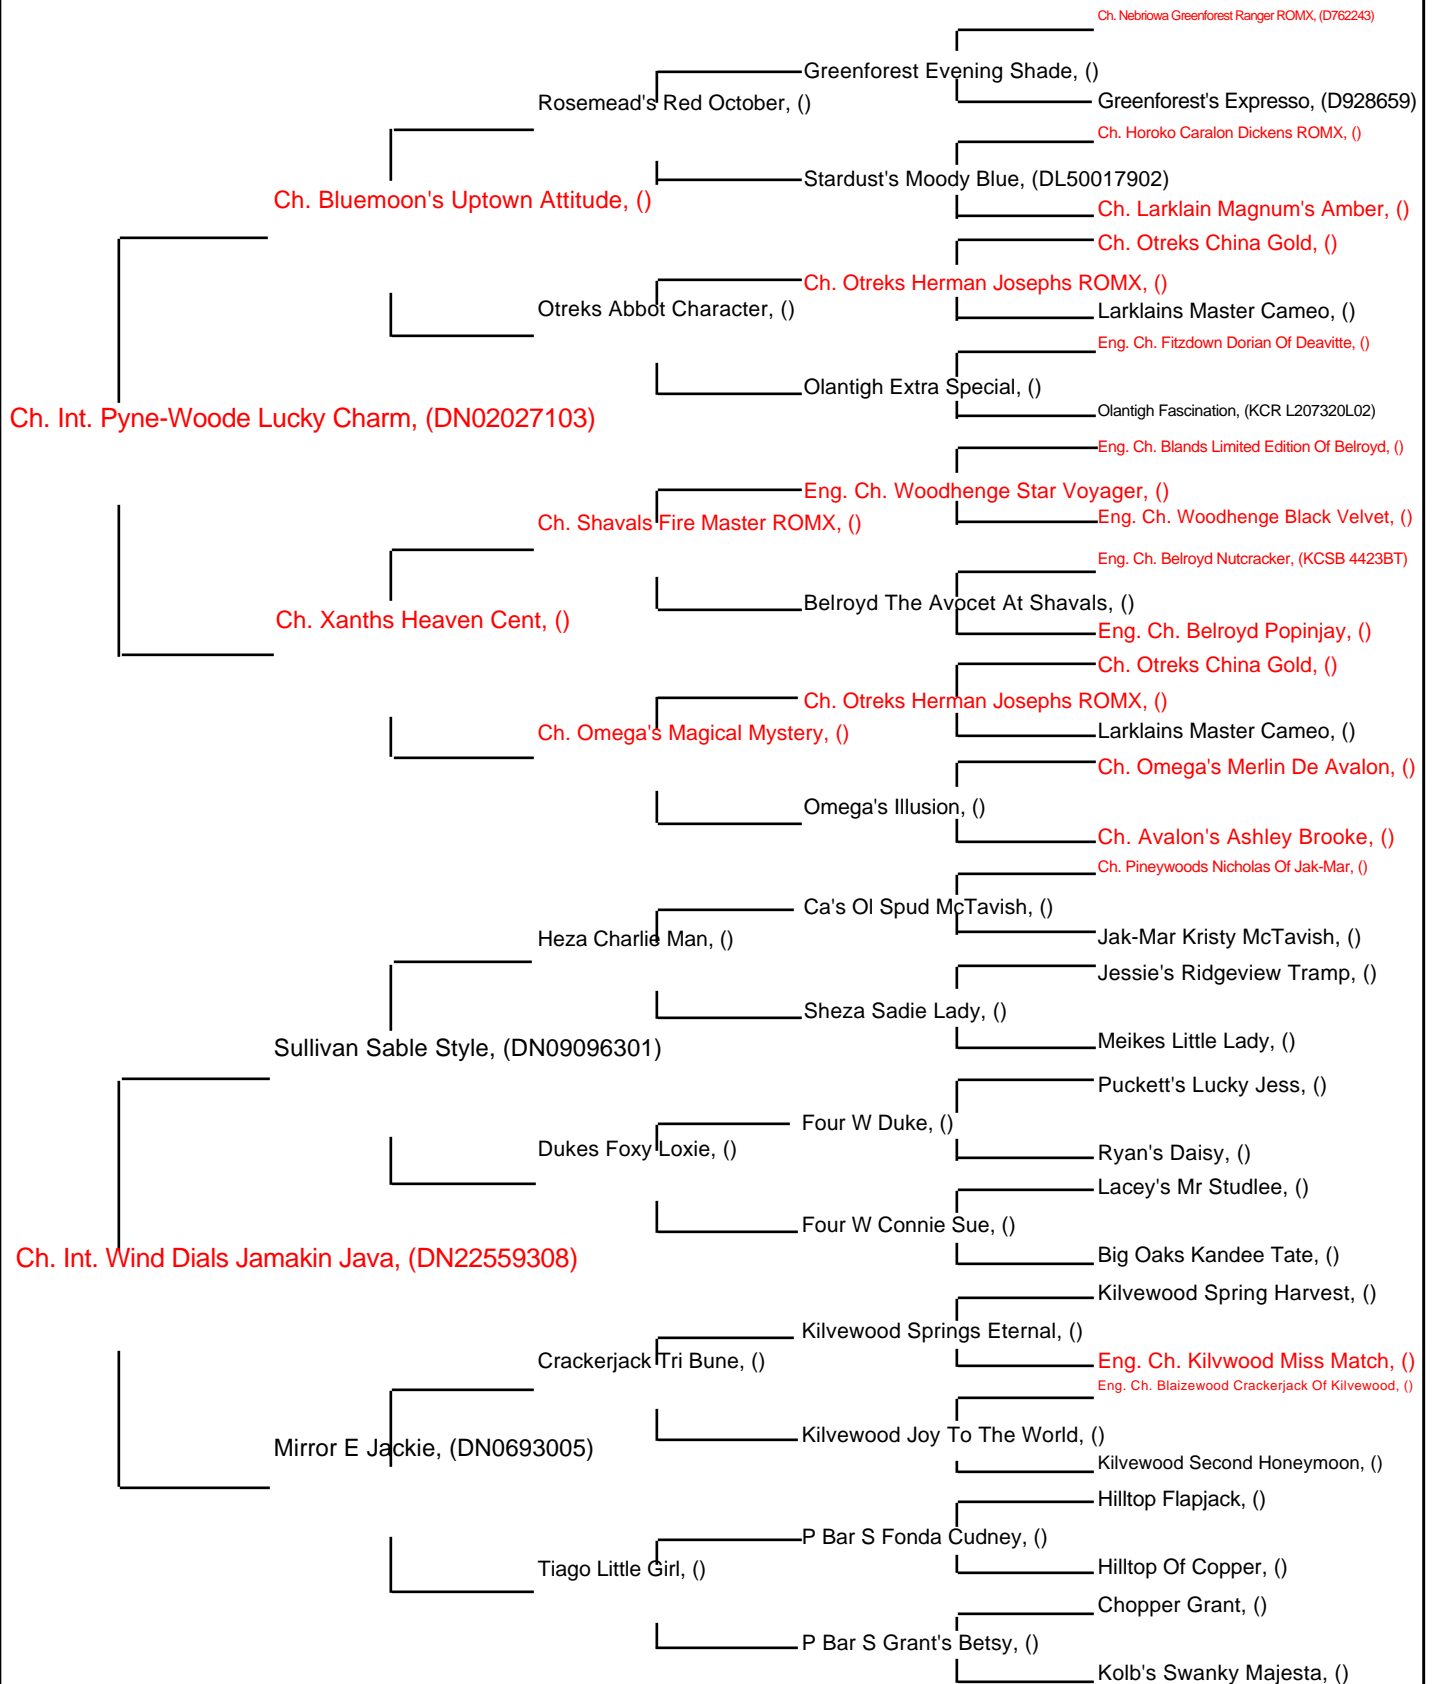 Ch. Nebriowa Greenforest Ranger ROMX, (D762243)
Greenforest Evening Shade, ()
Rosemead's Red October, ()
Greenforest's Expresso, (D928659)
Ch. Horoko Caralon Dickens ROMX, ()
Stardust's Moody Blue, (DL50017902)
Ch. Bluemoon's Uptown Attitude, ()
Ch. Larklain Magnum's Amber, ()
Ch. Otreks China Gold, ()
Ch. Otreks Herman Josephs ROMX, ()
Otreks Abbot Character, ()
Larklains Master Cameo, ()
Eng. Ch. Fitzdown Dorian Of Deavitte, ()
Olantigh Extra Special, ()
Olantigh Fascination, (KCR L207320L02)
Ch. Int. Pyne-Woode Lucky Charm, (DN02027103)
Eng. Ch. Blands Limited Edition Of Belroyd, ()
Eng. Ch. Woodhenge Star Voyager, ()
Ch. Shavals Fire Master ROMX, ()
Eng. Ch. Woodhenge Black Velvet, ()
Eng. Ch. Belroyd Nutcracker, (KCSB 4423BT)
Belroyd The Avocet At Shavals, ()
Ch. Xanths Heaven Cent, ()
Eng. Ch. Belroyd Popinjay, ()
Ch. Otreks China Gold, ()
Ch. Otreks Herman Josephs ROMX, ()
Ch. Omega's Magical Mystery, ()
Larklains Master Cameo, ()
Ch. Omega's Merlin De Avalon, ()
Omega's Illusion, ()
Ch. Avalon's Ashley Brooke, ()
Ch. Pineywoods Nicholas Of Jak-Mar, ()
Ca's Ol Spud McTavish, ()
Heza Charlie Man, ()
Jak-Mar Kristy McTavish, ()
Jessie's Ridgeview Tramp, ()
Sheza Sadie Lady, ()
Sullivan Sable Style, (DN09096301)
Meikes Little Lady, ()
Puckett's Lucky Jess, ()
Four W Duke, ()
Dukes Foxy Loxie, ()
Ryan's Daisy, ()
Lacey's Mr Studlee, ()
Four W Connie Sue, ()
Big Oaks Kandee Tate, ()
Ch. Int. Wind Dials Jamakin Java, (DN22559308)
Kilvewood Spring Harvest, ()
Kilvewood Springs Eternal, ()
Crackerjack Tri Bune, ()
Eng. Ch. Kilvwood Miss Match, ()
Eng. Ch. Blaizewood Crackerjack Of Kilvewood, ()
Kilvewood Joy To The World, ()
Mirror E Jackie, (DN0693005)
Kilvewood Second Honeymoon, ()
Hilltop Flapjack, ()
P Bar S Fonda Cudney, ()
Tiago Little Girl, ()
Hilltop Of Copper, ()
Chopper Grant, ()
P Bar S Grant's Betsy, ()
Kolb's Swanky Majesta, ()